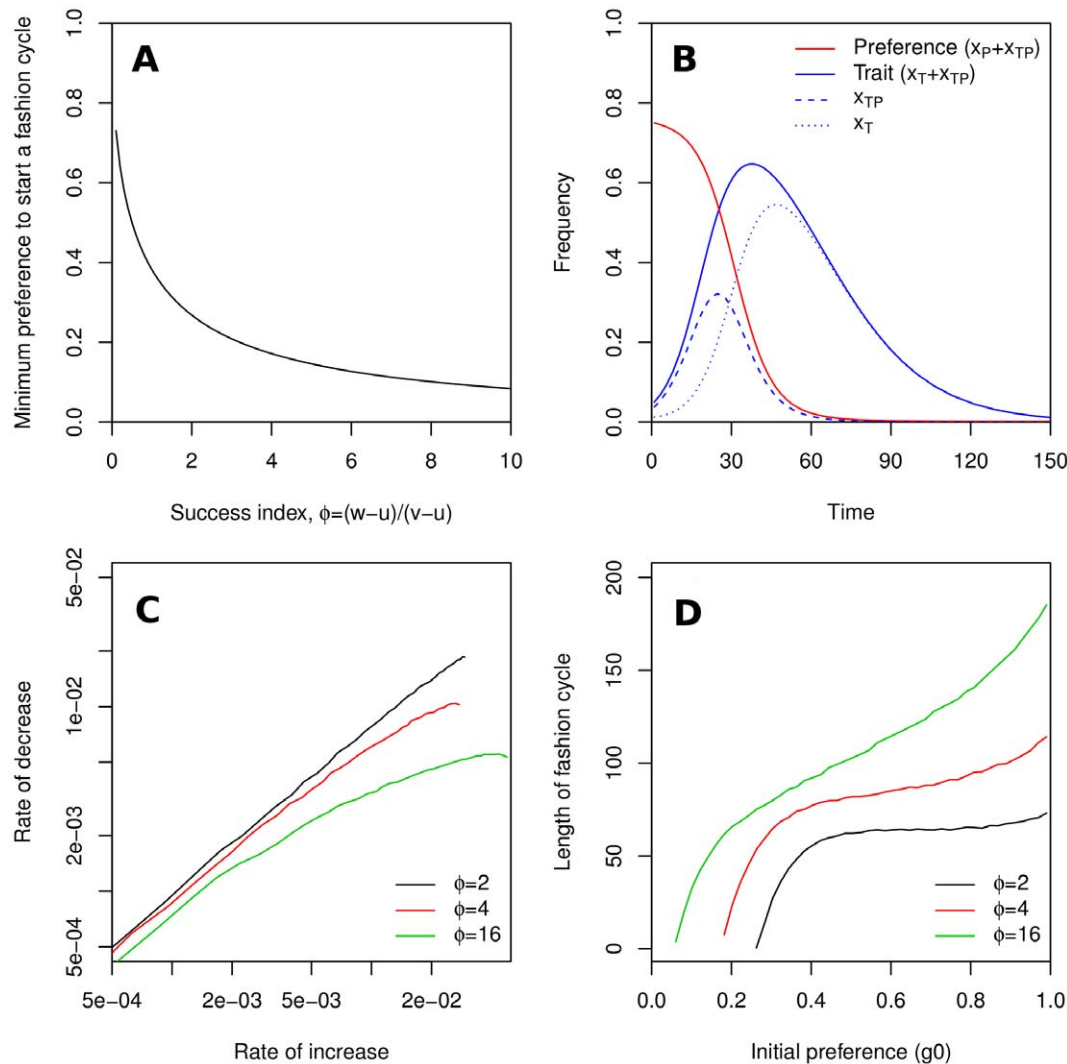 A
Minimum preference to start a fashion cycle
0.0 0.2 0.4 0.6 0.8 1.0
0 2 4 6 8 10
Success index, ϕ=(w−u)/(v−u)
B
Preference (xP+xTP)
Trait (xT+xTP)
xTP
xT
Frequency
0.0 0.2 0.4 0.6 0.8 1.0
0 30 60 90 120 150
Time
C
Rate of decrease
5e−04 2e−03 1e−02 5e−02
ϕ=2
ϕ=4
ϕ=16
5e−04 2e−03 5e−03 2e−02
Rate of increase
D
Length of fashion cycle
0 50 100 150 200
ϕ=2
ϕ=4
ϕ=16
0.0 0.2 0.4 0.6 0.8 1.0
Initial preference (g0)